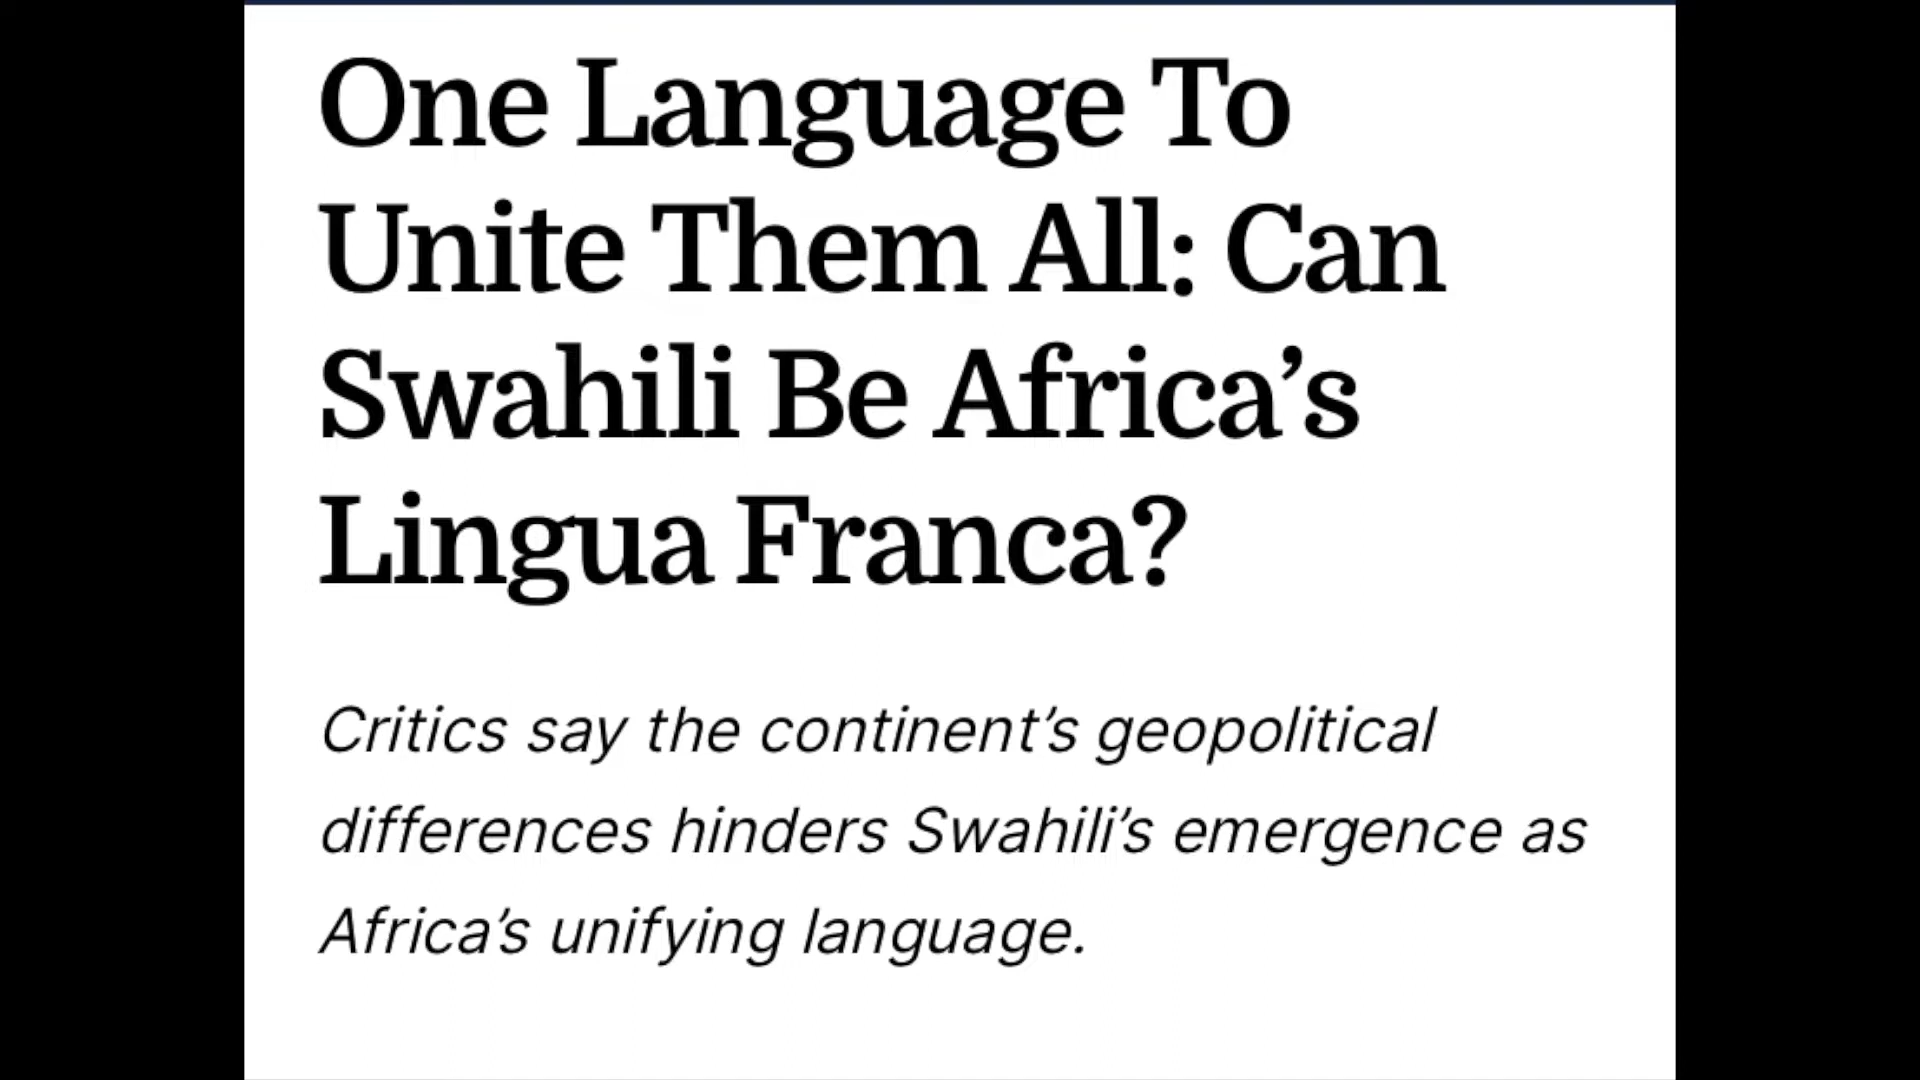 One Language To
Unite Them All: Can
Swahili Be Africa’s
Lingua Franca?
Critics say the continent’s geopolitical
differences hinders Swahili’s emergence as
Africa’s unifying language.